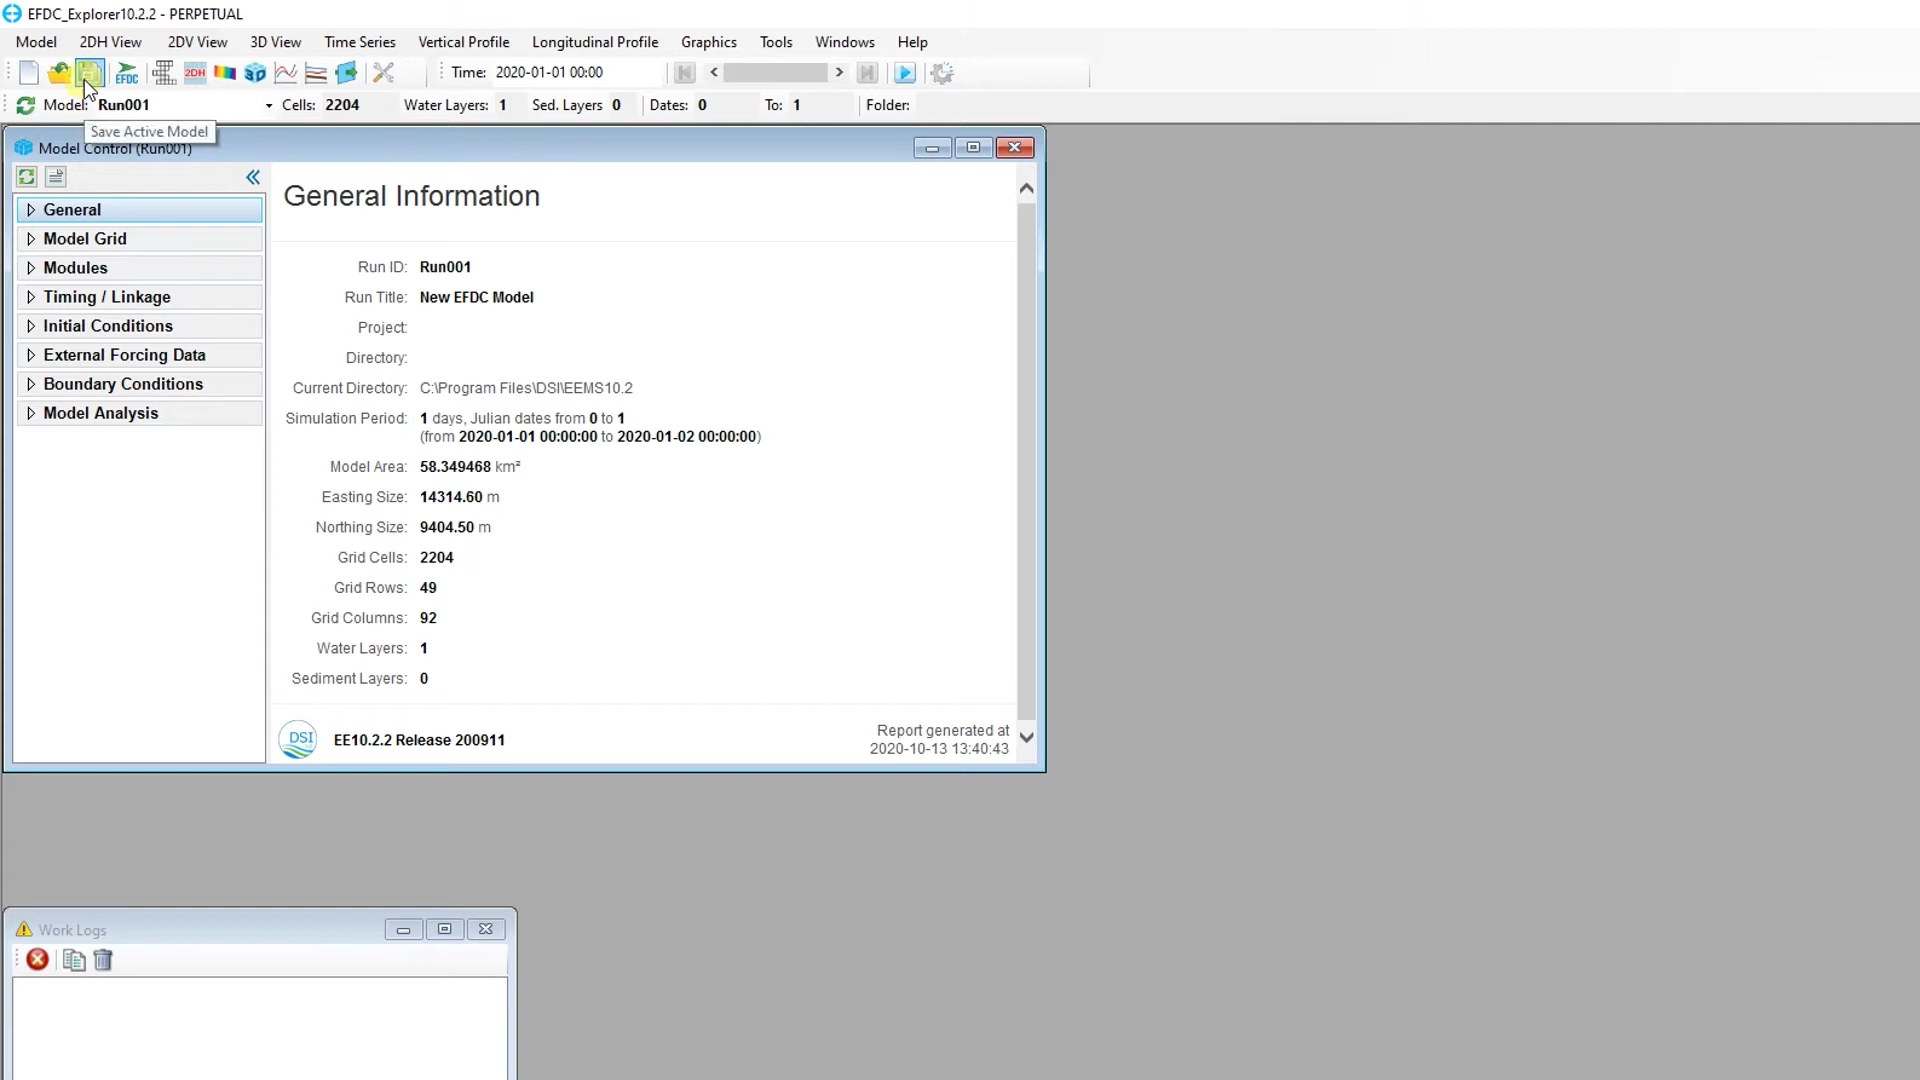 EFDC_Explorer10.2.2 - PERPETUAL
Model 2DH View 2DV View 3D View Time Series Vertical Profile Longitudinal Profile Graphics Tools Windows Help
EFDC 2DH 3D Time: 2020-01-01 00:00
Model: Run001 Cells: 2204 Water Layers: 1 Sed. Layers 0 Dates: 0 To: 1 Folder:
Save Active Model
Model Control (Run001)
General
Model Grid
Modules
Timing / Linkage
Initial Conditions
External Forcing Data
Boundary Conditions
Model Analysis
General Information
Run ID: Run001
Run Title: New EFDC Model
Project:
Directory:
Current Directory: C:\Program Files\DSI\EEMS10.2
Simulation Period: 1 days, Julian dates from 0 to 1
(from 2020-01-01 00:00:00 to 2020-01-02 00:00:00)
Model Area: 58.349468 km²
Easting Size: 14314.60 m
Northing Size: 9404.50 m
Grid Cells: 2204
Grid Rows: 49
Grid Columns: 92
Water Layers: 1
Sediment Layers: 0
DSI EE10.2.2 Release 200911
Report generated at
2020-10-13 13:40:43
Work Logs